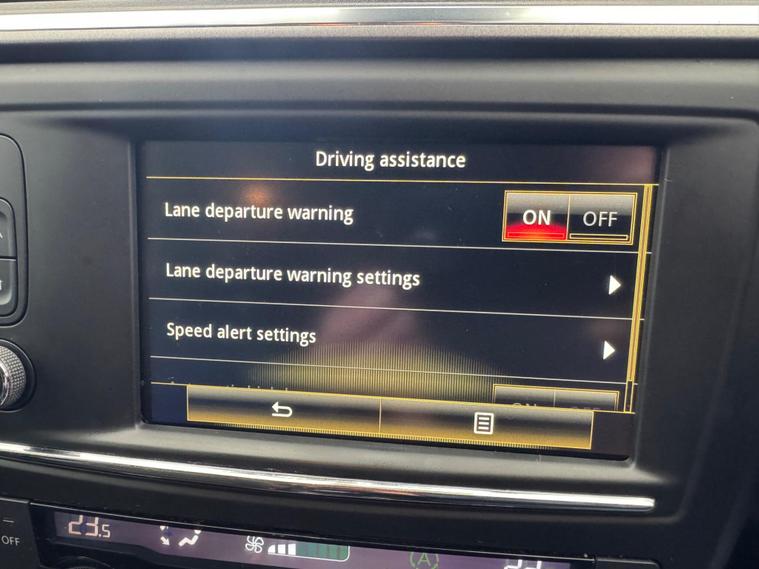 Driving assistance
Lane departure warning
ON OFF
Lane departure warning settings
Speed alert settings
23.5
OFF
(A)